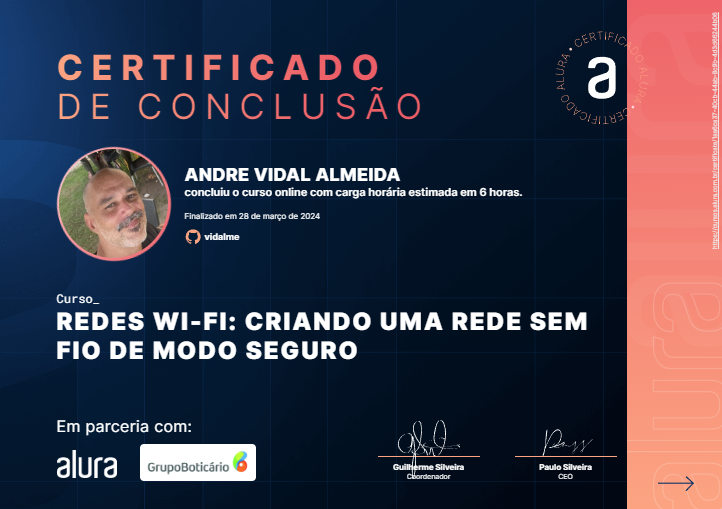 CERTIFICADO
DE CONCLUSÃO
CERTIFICADO ALURA • CERTIFICADO ALURA •
a
ANDRE VIDAL ALMEIDA
concluiu o curso online com carga horária estimada em 6 horas.
Finalizado em 28 de março de 2024
vidalme
Curso_
REDES WI-FI: CRIANDO UMA REDE SEM
FIO DE MODO SEGURO
Em parceria com:
alura
GrupoBoticário
Guilherme Silveira
Coordenador
Paulo Silveira
CEO
alura